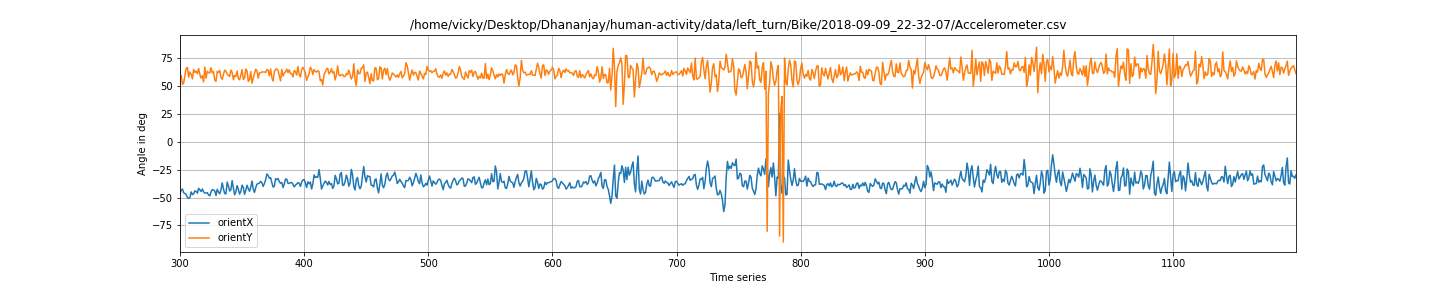 /home/vicky/Desktop/Dhananjay/human-activity/data/left_turn/Bike/2018-09-09_22-32-07/Accelerometer.csv
75
50
25
0
−25
−50
−75
Angle in deg
orientX
orientY
300 400 500 600 700 800 900 1000 1100
Time series